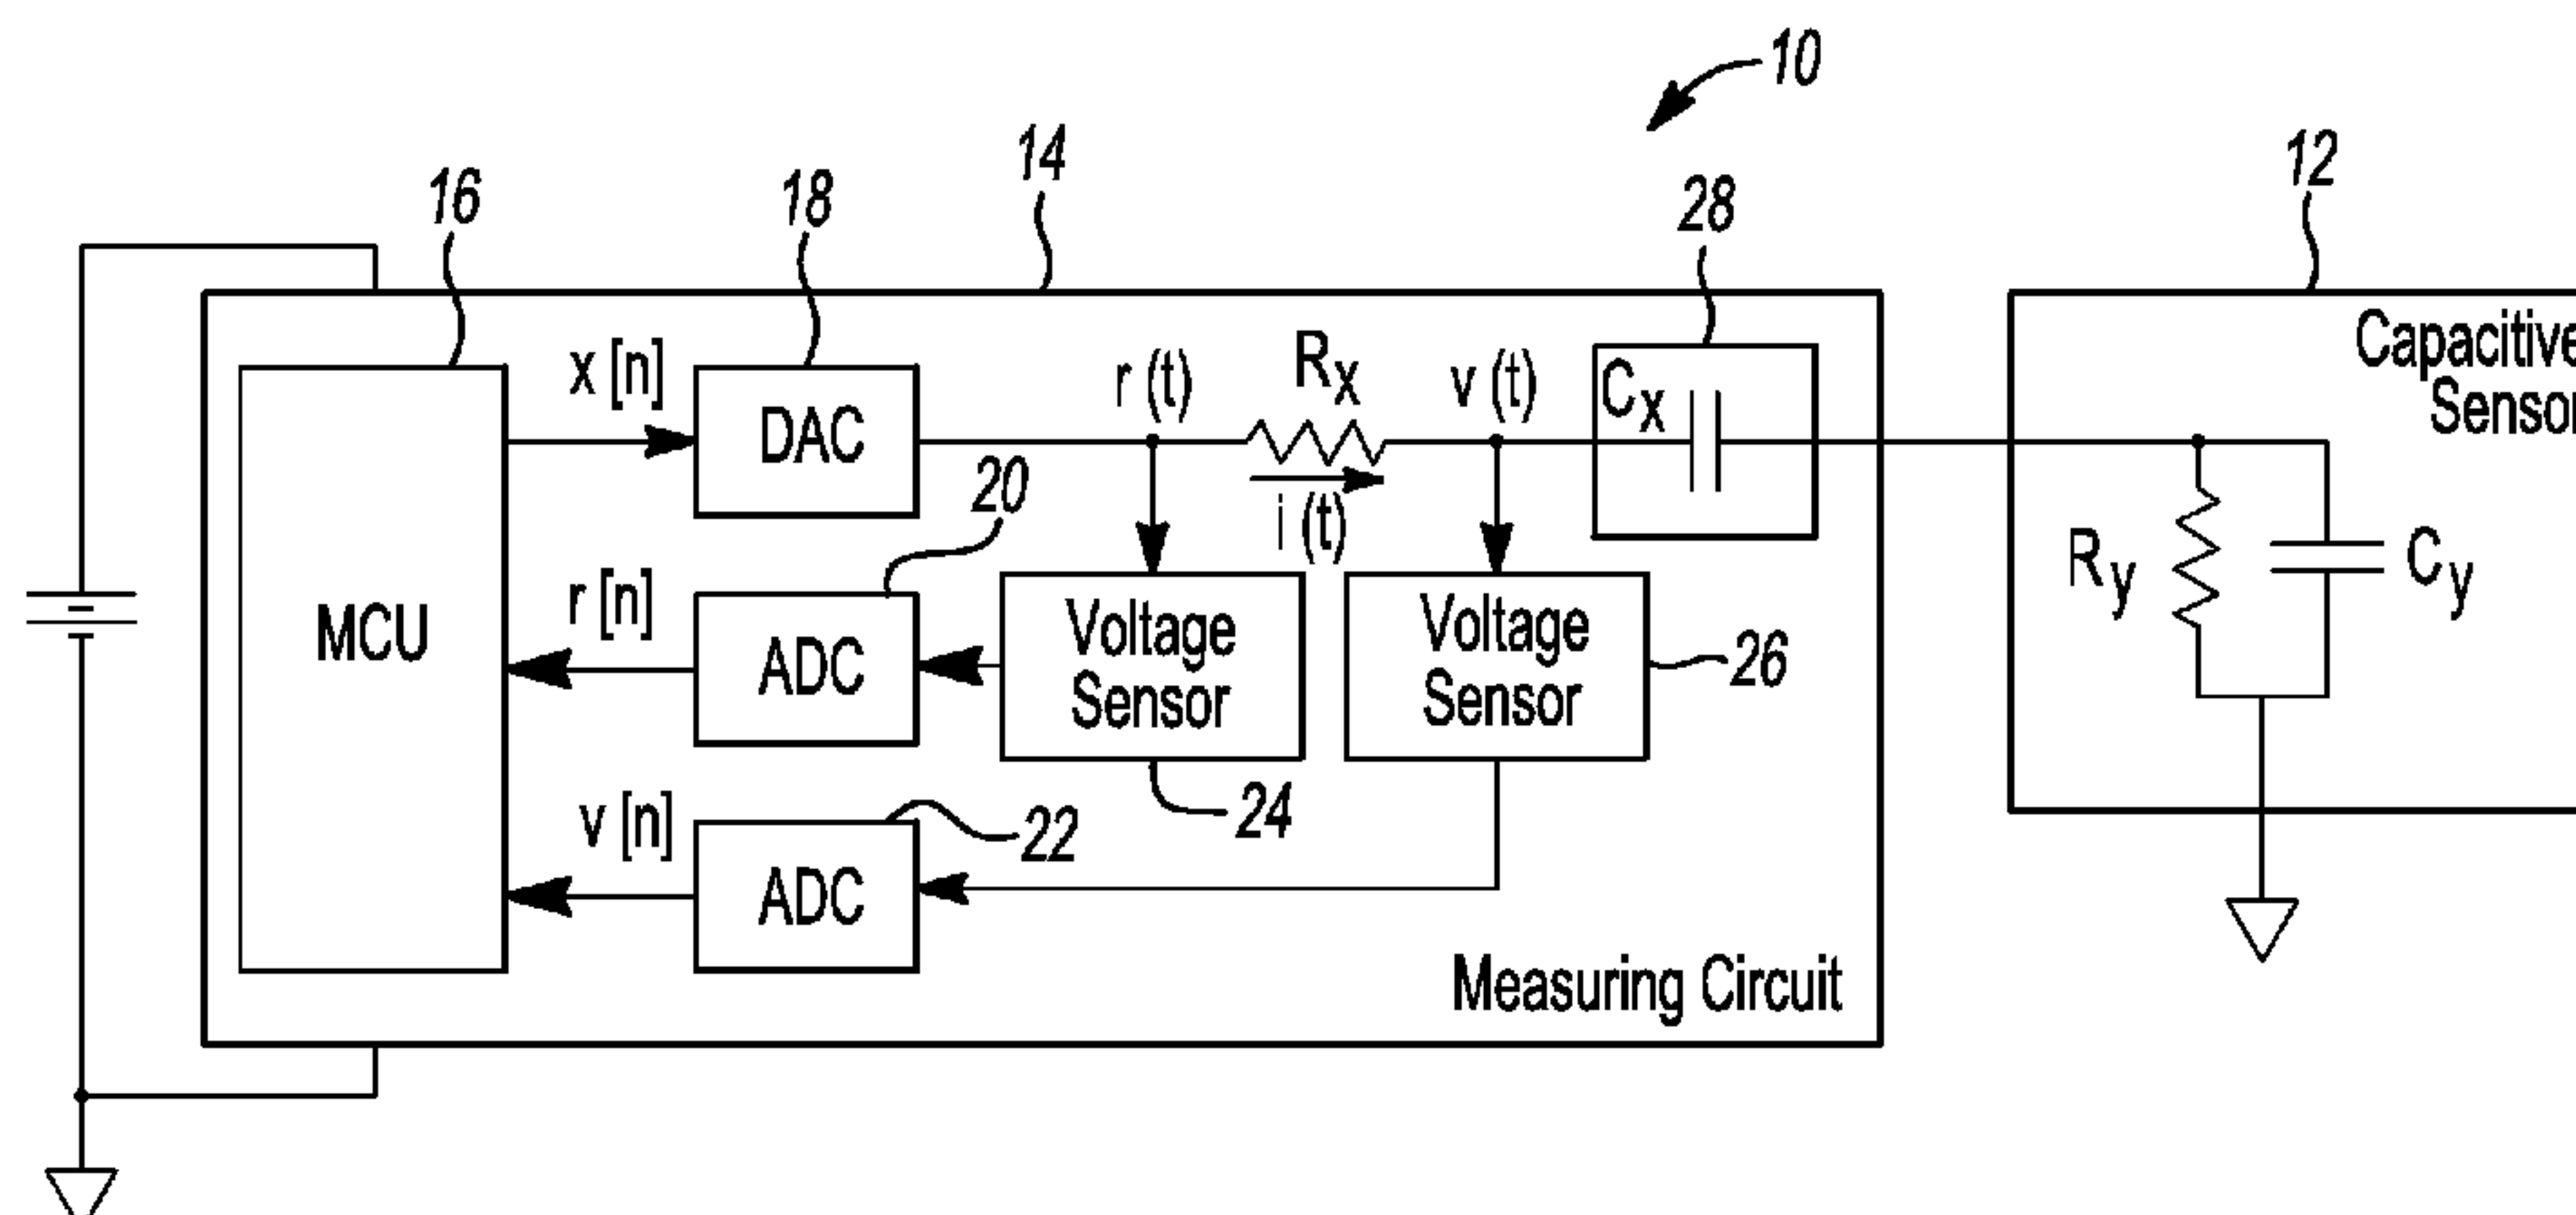 10
14
12
16
18
28
x [n]
DAC
r (t)
Rx
v (t)
Cx
Capacitive
Sensor
20
i (t)
MCU
r [n]
ADC
Voltage
Sensor
Voltage
Sensor
26
Ry
Cy
24
v [n]
22
ADC
Measuring Circuit